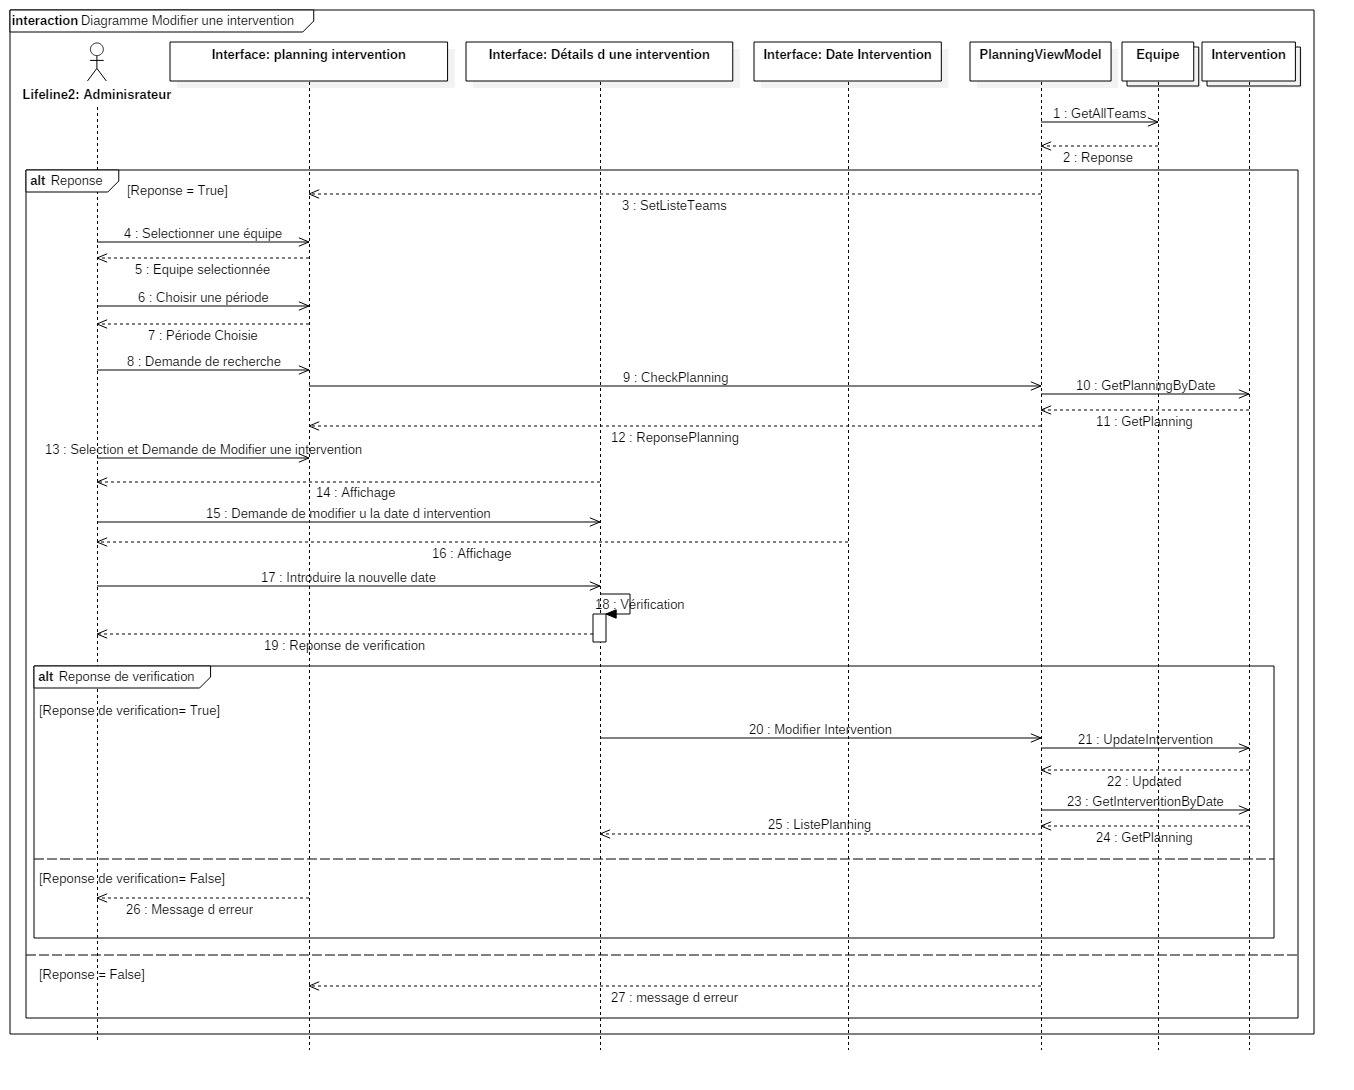 interaction Diagramme Modifier une intervention
Interface: planning intervention
Interface: Détails d une intervention
Interface: Date Intervention
PlanningViewModel
Equipe
Intervention
Lifeline2: Adminisrateur
1 : GetAllTeams
2 : Reponse
alt Reponse
[Reponse = True]
3 : SetListeTeams
4 : Selectionner une équipe
5 : Equipe selectionnée
6 : Choisir une période
7 : Période Choisie
8 : Demande de recherche
9 : CheckPlanning
10 : GetPlanningByDate
11 : GetPlanning
12 : ReponsePlanning
13 : Selection et Demande de Modifier une intervention
14 : Affichage
15 : Demande de modifier u la date d intervention
16 : Affichage
17 : Introduire la nouvelle date
18 : Vérification
19 : Reponse de verification
alt Reponse de verification
[Reponse de verification= True]
20 : Modifier Intervention
21 : UpdateIntervention
22 : Updated
23 : GetInterventionByDate
25 : ListePlanning
24 : GetPlanning
[Reponse de verification= False]
26 : Message d erreur
[Reponse = False]
27 : message d erreur